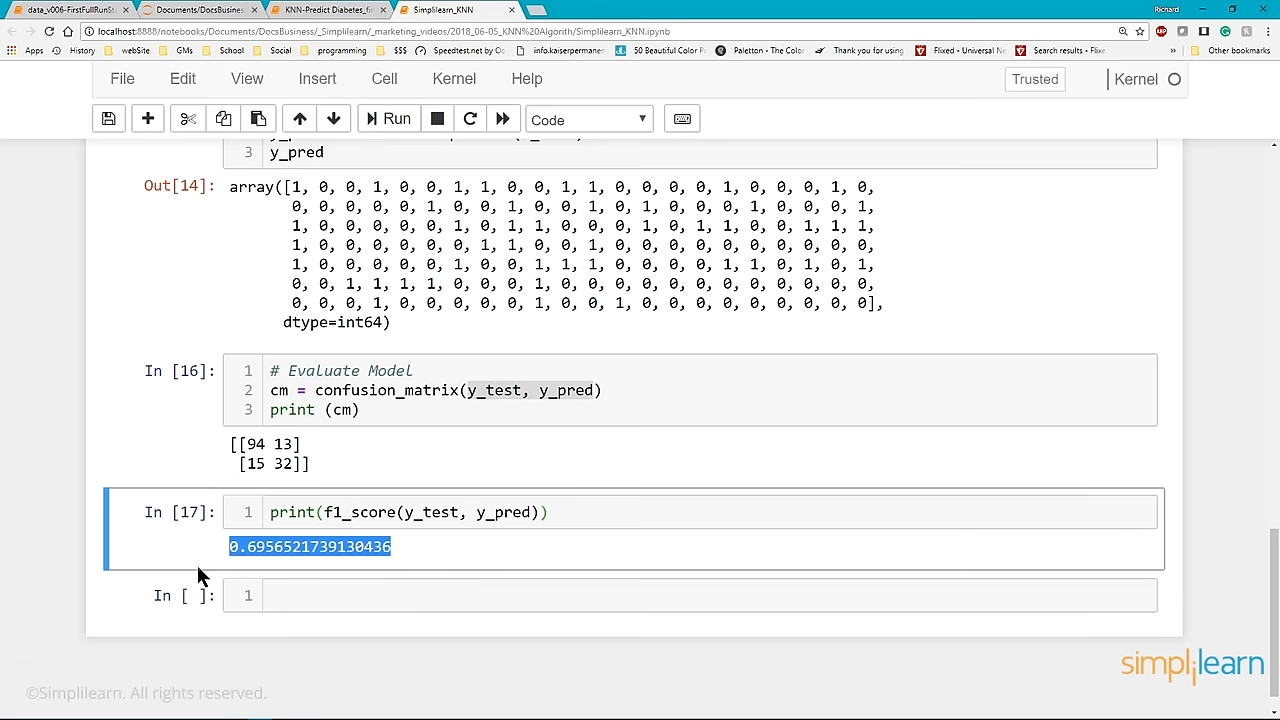 data_v006-FirstFullRunSt
Documents/DocsBusiness
KNN-Predict Diabetes_fi
Simplilearn_KNN
Richard
localhost:8888/notebooks/Documents/DocsBusiness/_Simplilearn/_marketing_videos/2018_05_05_KNN%20Algorith/Simplilearn_KNN.ipynb
Apps
History
webSite
GMs
School
Social
programming
$$$
Speedtest.net by Oo
info.kaiserpermanen
50 Beautiful Color P
Paletton - The Colo
Thank you for using
Flixed - Universal N
Search results - Flixe
»
Other bookmarks
File Edit View Insert Cell Kernel Help
Trusted
Kernel
Run
Code
3 y_pred
Out[14]: array([1, 0, 0, 1, 0, 0, 1, 1, 0, 0, 1, 1, 0, 0, 0, 0, 1, 0, 0, 0, 1, 0,
0, 0, 0, 0, 0, 1, 0, 0, 1, 0, 0, 1, 0, 1, 0, 0, 0, 1, 0, 0, 0, 1,
1, 0, 0, 0, 0, 0, 1, 0, 1, 1, 0, 0, 0, 1, 0, 1, 1, 0, 0, 1, 1, 1,
1, 0, 0, 0, 0, 0, 0, 1, 1, 0, 0, 1, 0, 0, 0, 0, 0, 0, 0, 0, 0, 0,
1, 0, 0, 0, 0, 0, 1, 0, 0, 1, 1, 1, 0, 0, 0, 0, 1, 1, 0, 1, 0, 1,
0, 0, 1, 1, 1, 1, 0, 0, 0, 1, 0, 0, 0, 0, 0, 0, 0, 0, 0, 0, 0, 0,
0, 0, 0, 1, 0, 0, 0, 0, 0, 1, 0, 0, 1, 0, 0, 0, 0, 0, 0, 0, 0, 0],
dtype=int64)
In [16]: 1 # Evaluate Model
2 cm = confusion_matrix(y_test, y_pred)
3 print (cm)
[[94 13]
[15 32]]
In [17]: 1 print(f1_score(y_test, y_pred))
0.6956521739130436
In [ ]: 1
simplilearn
©Simplilearn. All rights reserved.